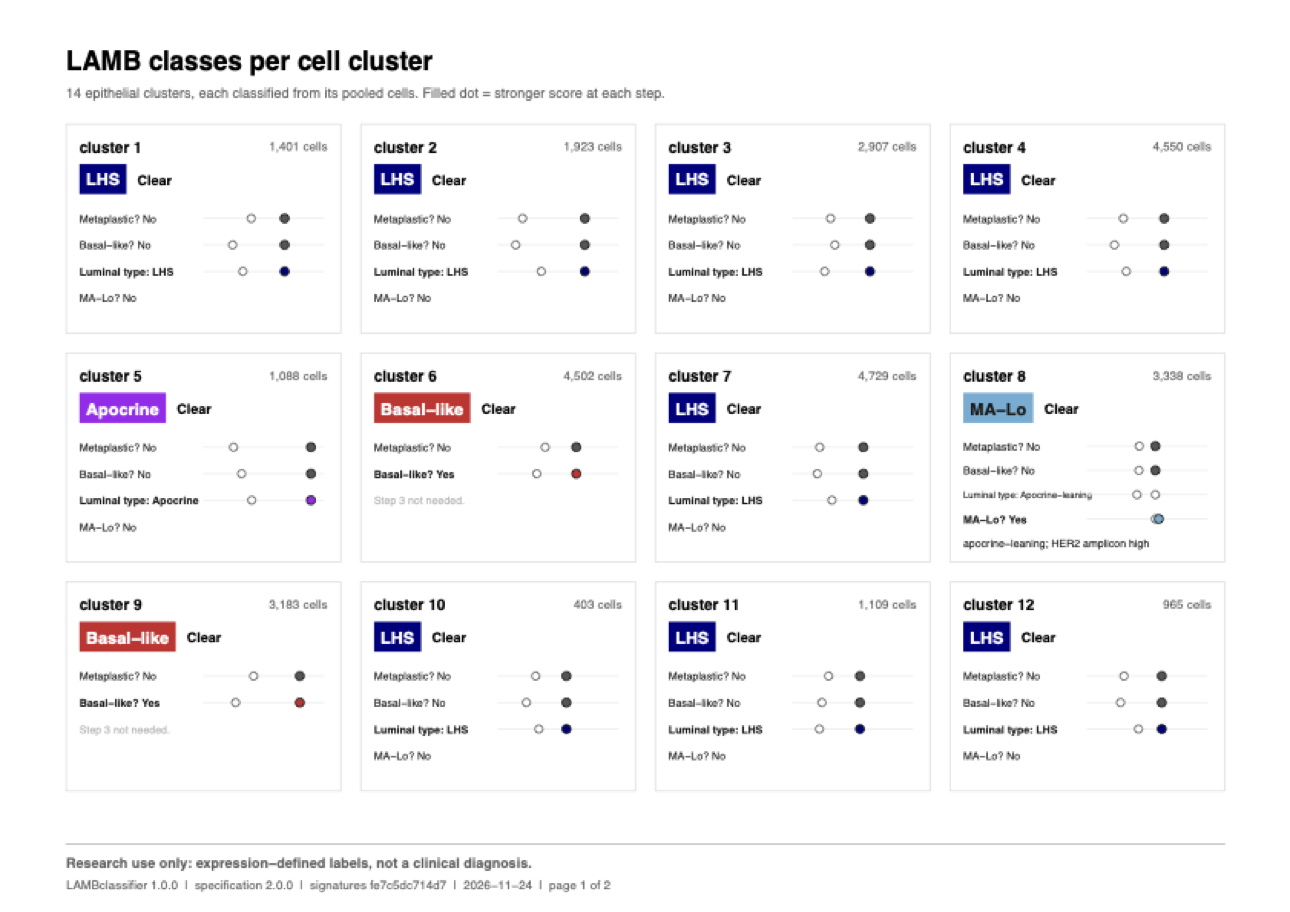 LAMB classes per cell cluster
14 epithelial clusters, each classified from its pooled cells. Filled dot = stronger score at each step.
cluster 1 1,401 cells
LHS Clear
Metaplastic? No
Basal–like? No
Luminal type: LHS
MA–Lo? No
cluster 2 1,923 cells
LHS Clear
Metaplastic? No
Basal–like? No
Luminal type: LHS
MA–Lo? No
cluster 3 2,907 cells
LHS Clear
Metaplastic? No
Basal–like? No
Luminal type: LHS
MA–Lo? No
cluster 4 4,550 cells
LHS Clear
Metaplastic? No
Basal–like? No
Luminal type: LHS
MA–Lo? No
cluster 5 1,088 cells
Apocrine Clear
Metaplastic? No
Basal–like? No
Luminal type: Apocrine
MA–Lo? No
cluster 6 4,502 cells
Basal–like Clear
Metaplastic? No
Basal–like? Yes
Step 3 not needed.
cluster 7 4,729 cells
LHS Clear
Metaplastic? No
Basal–like? No
Luminal type: LHS
MA–Lo? No
cluster 8 3,338 cells
MA–Lo Clear
Metaplastic? No
Basal–like? No
Luminal type: Apocrine–leaning
MA–Lo? Yes
apocrine–leaning; HER2 amplicon high
cluster 9 3,183 cells
Basal–like Clear
Metaplastic? No
Basal–like? Yes
Step 3 not needed.
cluster 10 403 cells
LHS Clear
Metaplastic? No
Basal–like? No
Luminal type: LHS
MA–Lo? No
cluster 11 1,109 cells
LHS Clear
Metaplastic? No
Basal–like? No
Luminal type: LHS
MA–Lo? No
cluster 12 965 cells
LHS Clear
Metaplastic? No
Basal–like? No
Luminal type: LHS
MA–Lo? No
Research use only: expression–defined labels, not a clinical diagnosis.
LAMBclassifier 1.0.0 | specification 2.0.0 | signatures fe7c5dc714d7 | 2026–11–24 | page 1 of 2